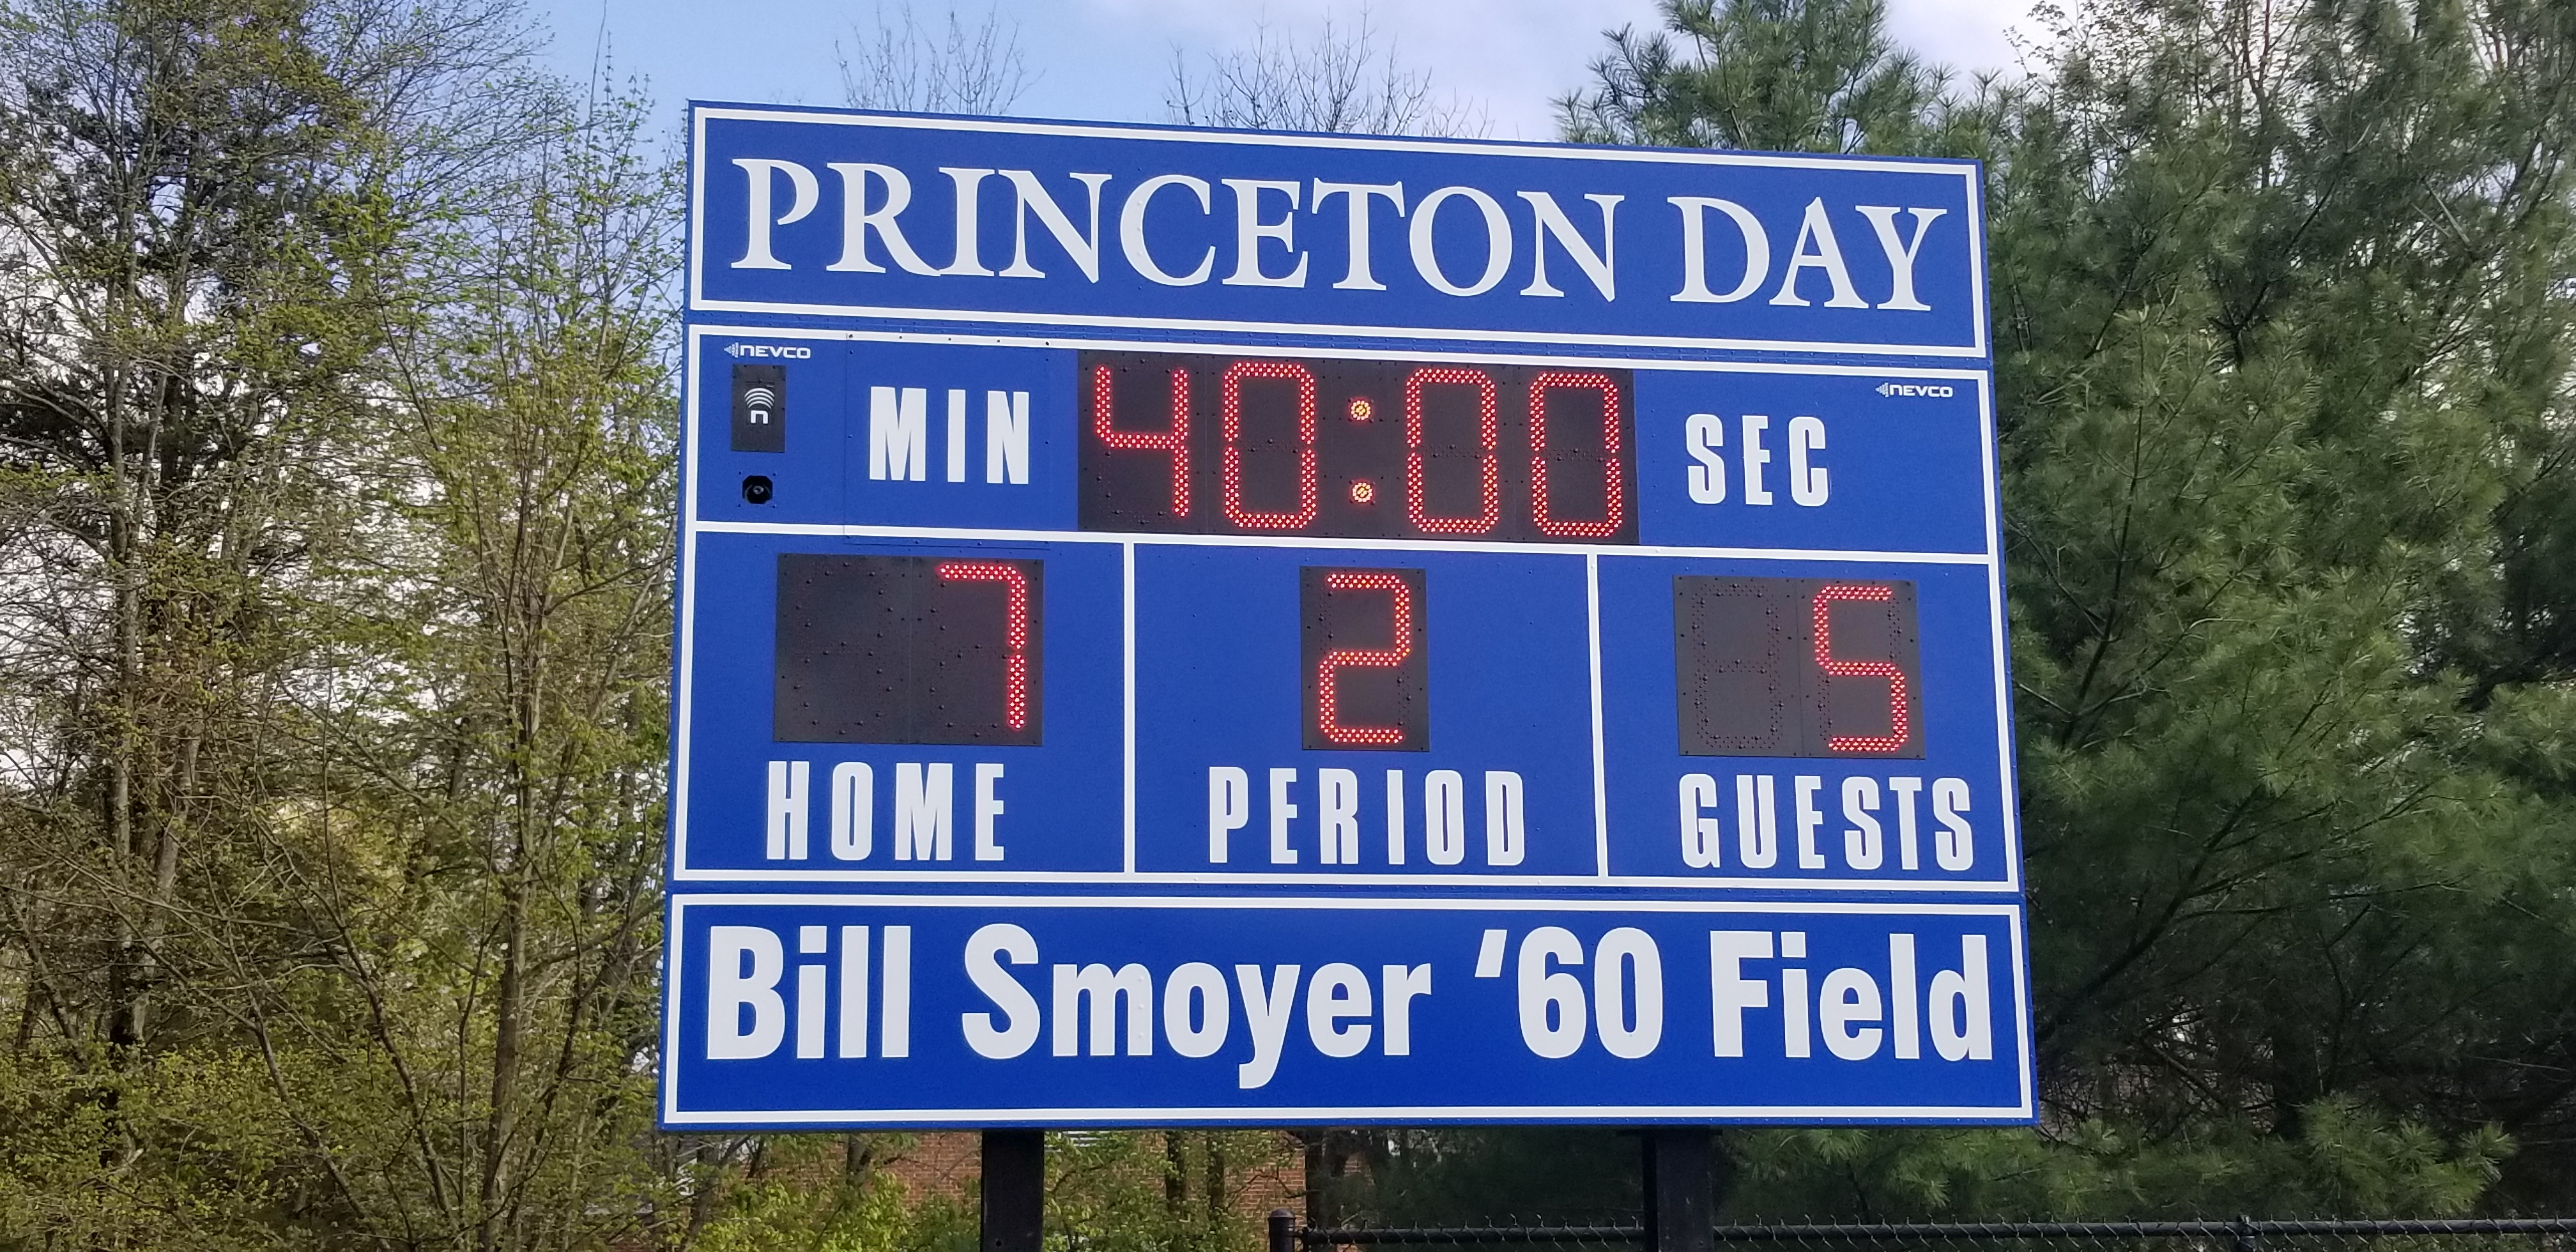 PRINCETON DAY
NEVCO
NEVCO
n
MIN 40:00 SEC
7 2 5
HOME PERIOD GUESTS
Bill Smoyer ‘60 Field